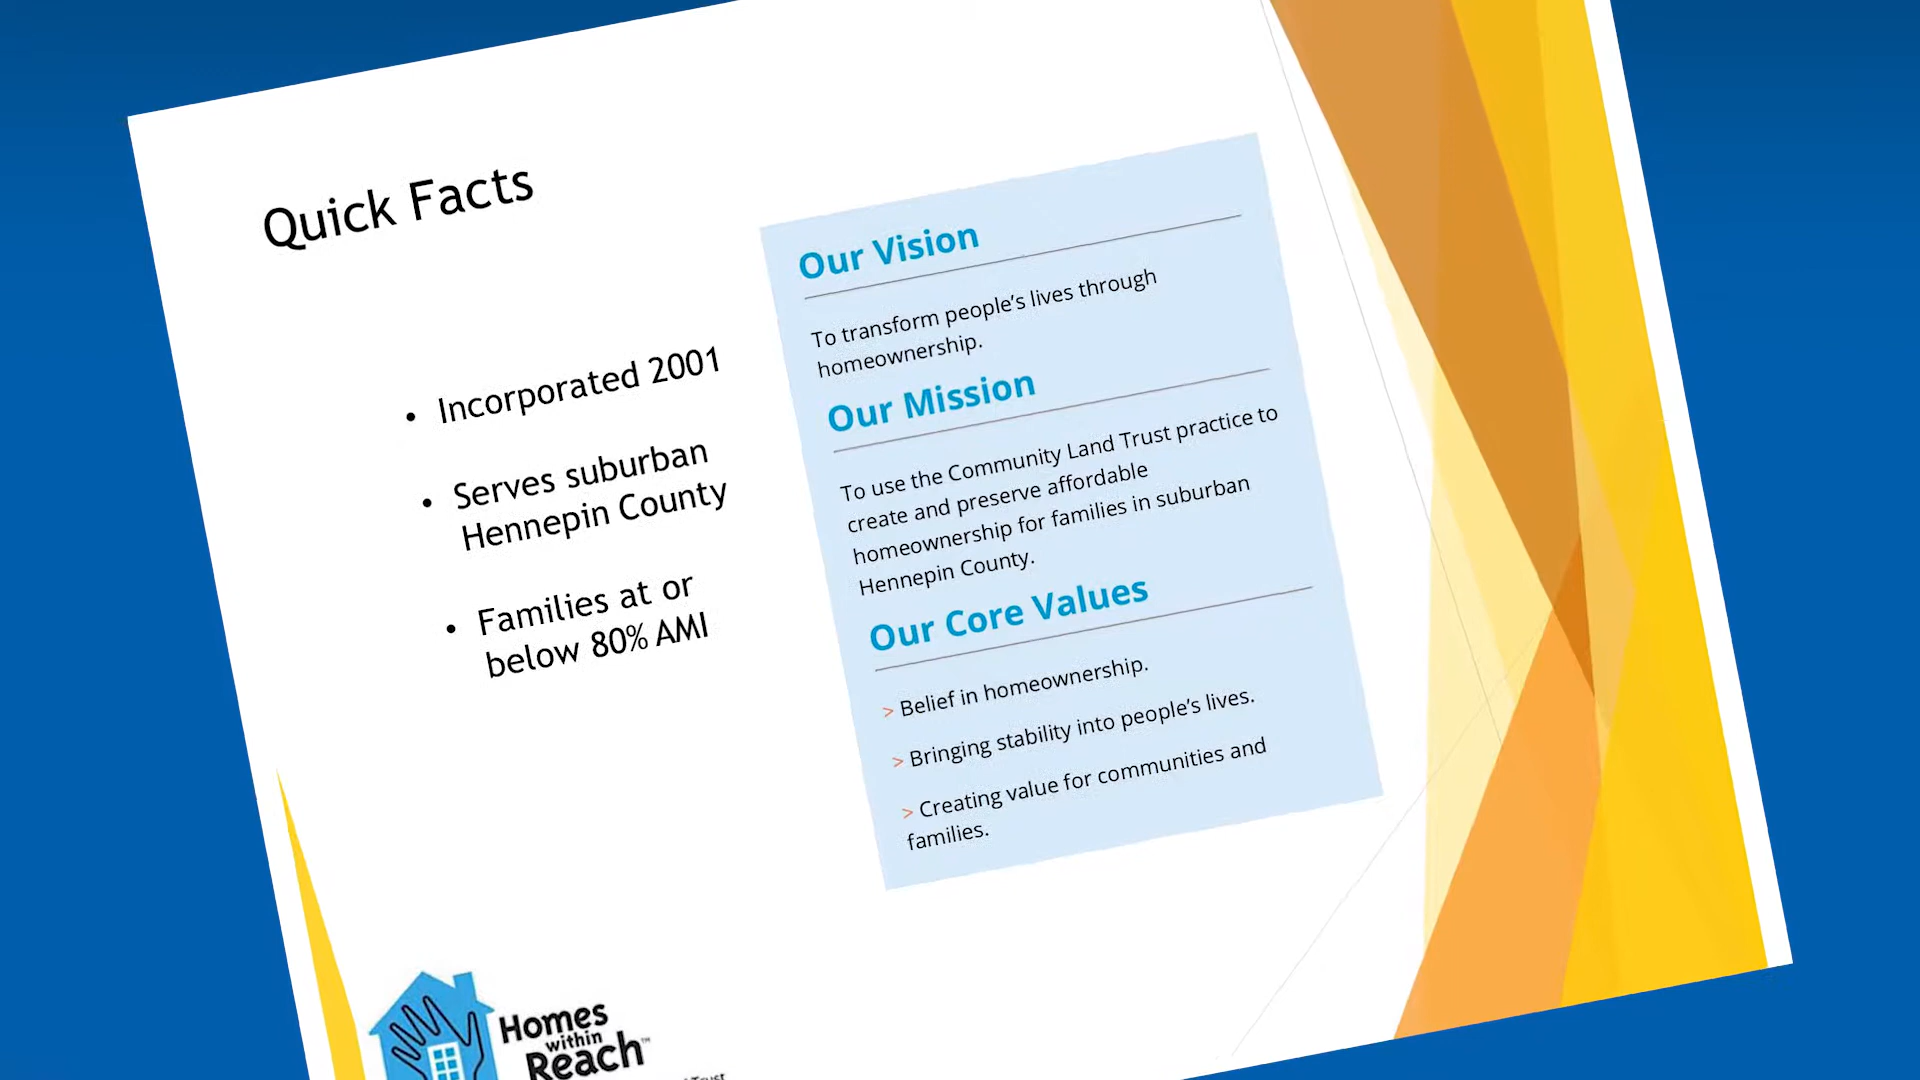 Quick Facts
• Incorporated 2001
• Serves suburban
Hennepin County
• Families at or
below 80% AMI
Our Vision
To transform people's lives through
homeownership.
Our Mission
To use the Community Land Trust practice to
create and preserve affordable
homeownership for families in suburban
Hennepin County.
Our Core Values
> Belief in homeownership.
> Bringing stability into people's lives.
> Creating value for communities and
families.
Homes
within
Reach™
Trust